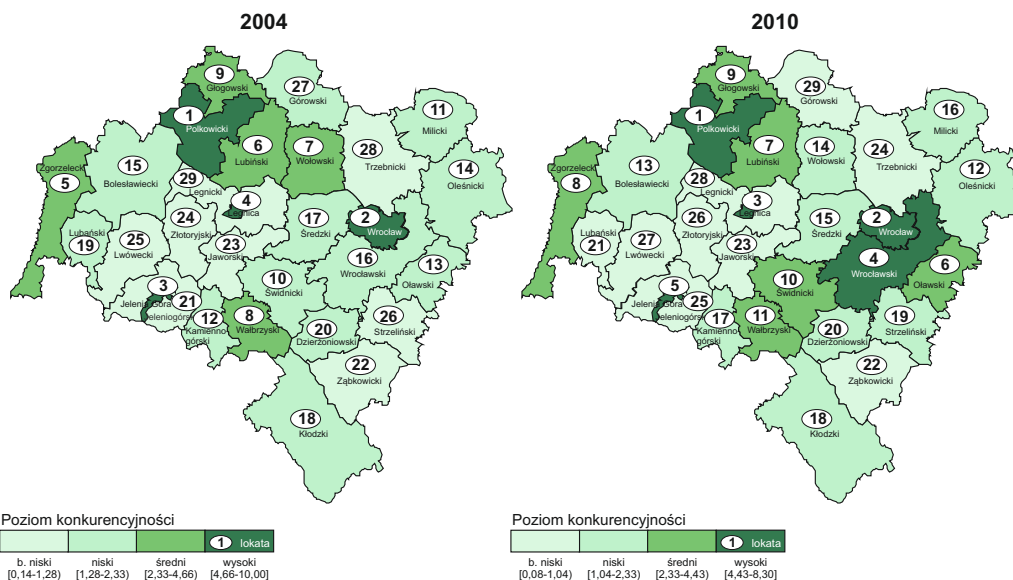 2004
9
Głogowski
27
Górowski
11
Milicki
1
Polkowicki
6
Lubiński
7
Wołowski
28
Trzebnicki
14
Oleśnicki
Zgorzelecki
5
15
Bolesławiecki
29
Legnicki
4
Legnica
24
Złotoryjski
17
Średzki
2
Wrocław
Lubański
19
25
Lwówecki
23
Jaworski
16
Wrocławski
13
Oławski
3
Jelenia Góra
21
Jeleniogórski
10
Świdnicki
12
Kamienno-
górski
8
Wałbrzyski
20
Dzierżoniowski
26
Strzeliński
22
Ząbkowicki
18
Kłodzki
Poziom konkurencyjności
1 lokata
b. niski niski średni wysoki
[0,14-1,28) [1,28-2,33) [2,33-4,66) [4,66-10,00]
2010
9
Głogowski
29
Górowski
16
Milicki
1
Polkowicki
7
Lubiński
14
Wołowski
24
Trzebnicki
12
Oleśnicki
Zgorzelecki
8
13
Bolesławiecki
28
Legnicki
3
Legnica
26
Złotoryjski
15
Średzki
2
Wrocław
Lubański
21
27
Lwówecki
23
Jaworski
4
Wrocławski
6
Oławski
5
Jelenia Góra
25
Jeleniogórski
10
Świdnicki
17
Kamienno-
górski
11
Wałbrzyski
20
Dzierżoniowski
19
Strzeliński
22
Ząbkowicki
18
Kłodzki
Poziom konkurencyjności
1 lokata
b. niski niski średni wysoki
[0,08-1,04) [1,04-2,33) [2,33-4,43) [4,43-8,30]